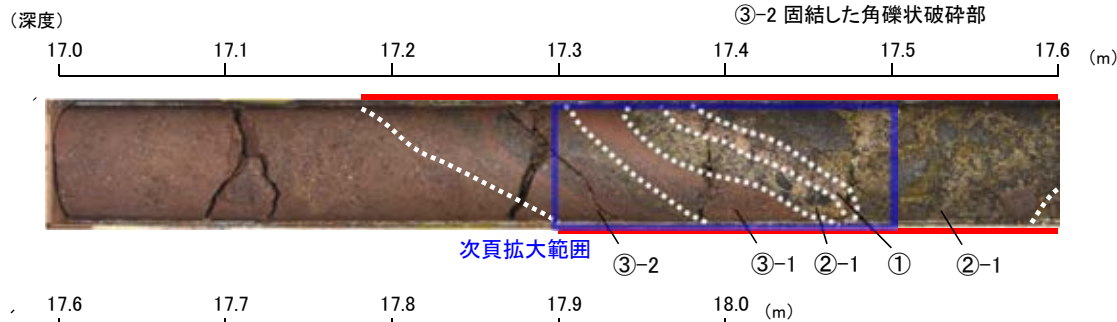 (深度)
③-2 固結した角礫状破砕部
17.0 17.1 17.2 17.3 17.4 17.5 17.6 (m)
次頁拡大範囲
③-2 ③-1 ②-1 ① ②-1
17.6 17.7 17.8 17.9 18.0 (m)